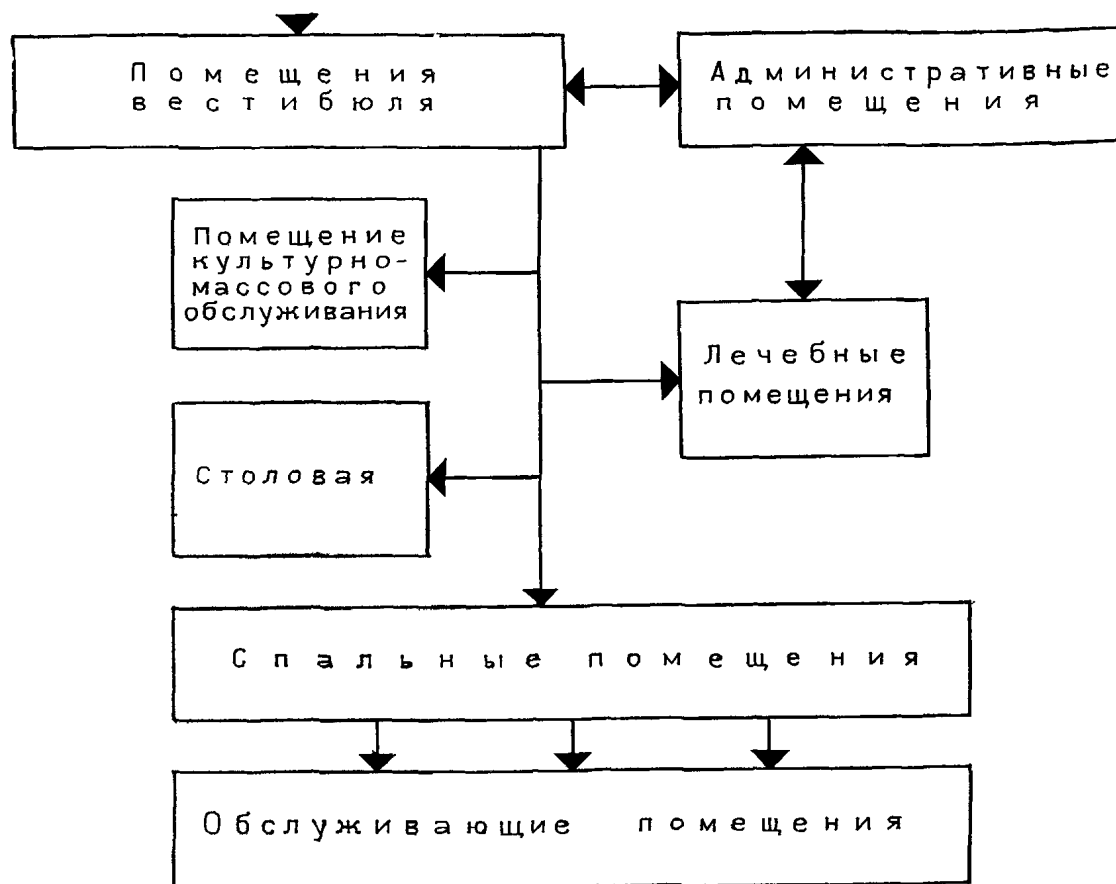 Помещения
вестибюля
Административные
помещения
Помещение
культурно-
массового
обслуживания
Лечебные
помещения
Столовая
Спальные помещения
Обслуживающие помещения